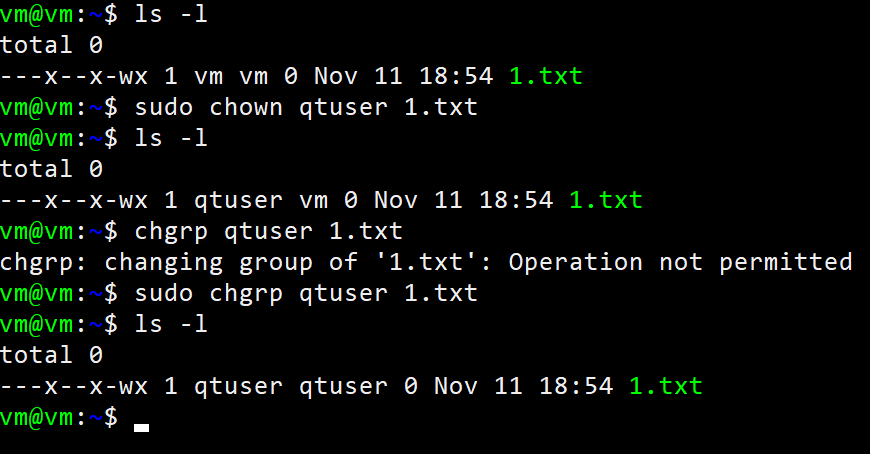 vm@vm:~$ ls -l
total 0
---x--x-wx 1 vm vm 0 Nov 11 18:54 1.txt
vm@vm:~$ sudo chown qtuser 1.txt
vm@vm:~$ ls -l
total 0
---x--x-wx 1 qtuser vm 0 Nov 11 18:54 1.txt
vm@vm:~$ chgrp qtuser 1.txt
chgrp: changing group of '1.txt': Operation not permitted
vm@vm:~$ sudo chgrp qtuser 1.txt
vm@vm:~$ ls -l
total 0
---x--x-wx 1 qtuser qtuser 0 Nov 11 18:54 1.txt
vm@vm:~$